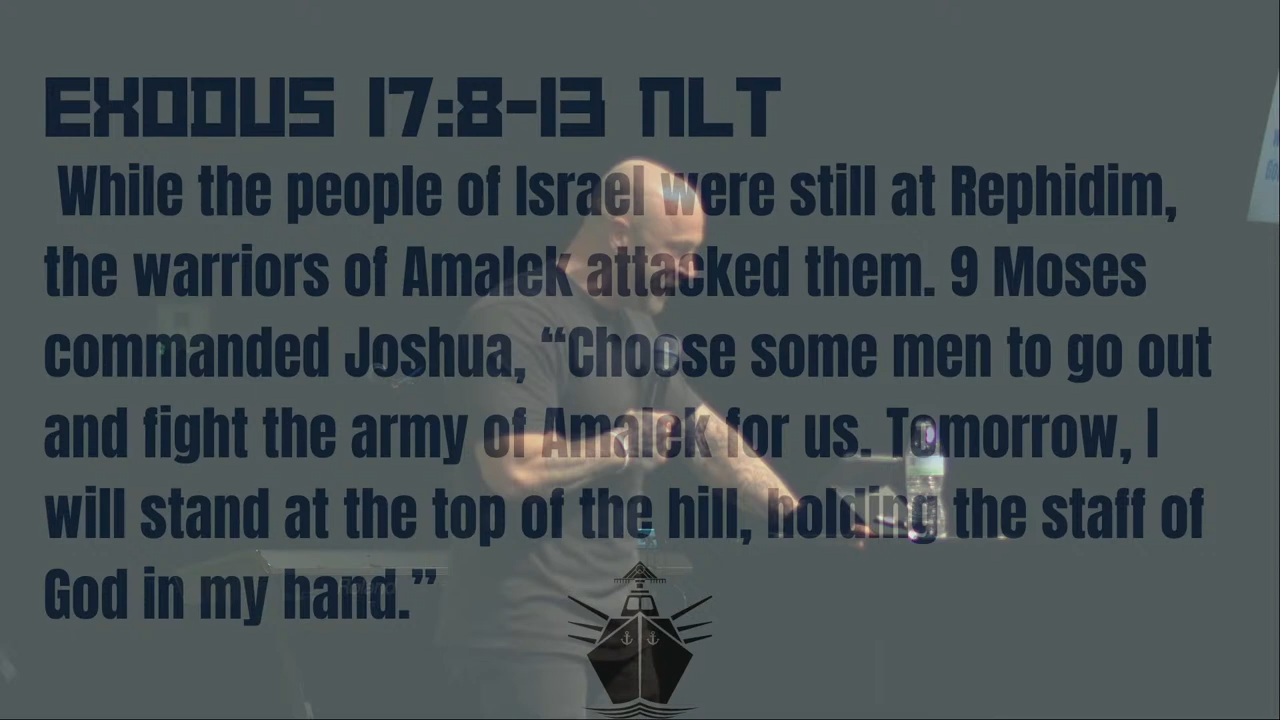 EXODUS 17:8-13 NLT
While the people of Israel were still at Rephidim,
the warriors of Amalek attacked them. 9 Moses
commanded Joshua, “Choose some men to go out
and fight the army of Amalek for us. Tomorrow, I
will stand at the top of the hill, holding the staff of
God in my hand.”